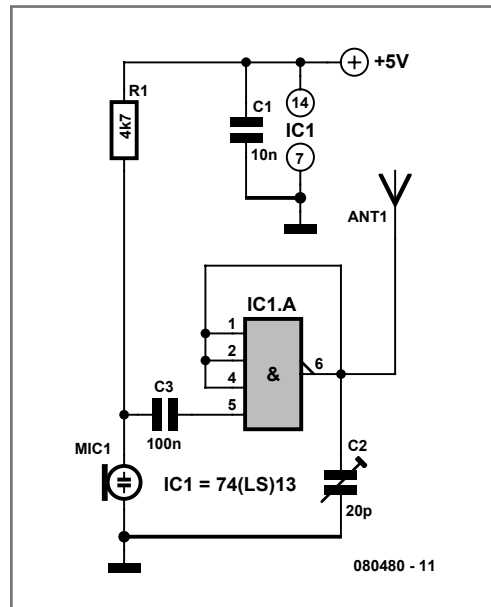 +5V
R1
4k7
C1
10n
14
IC1
7
ANT1
IC1.A
1
2
4
5
&
6
C3
100n
MIC1
IC1 = 74(LS)13
C2
20p
080480 - 11